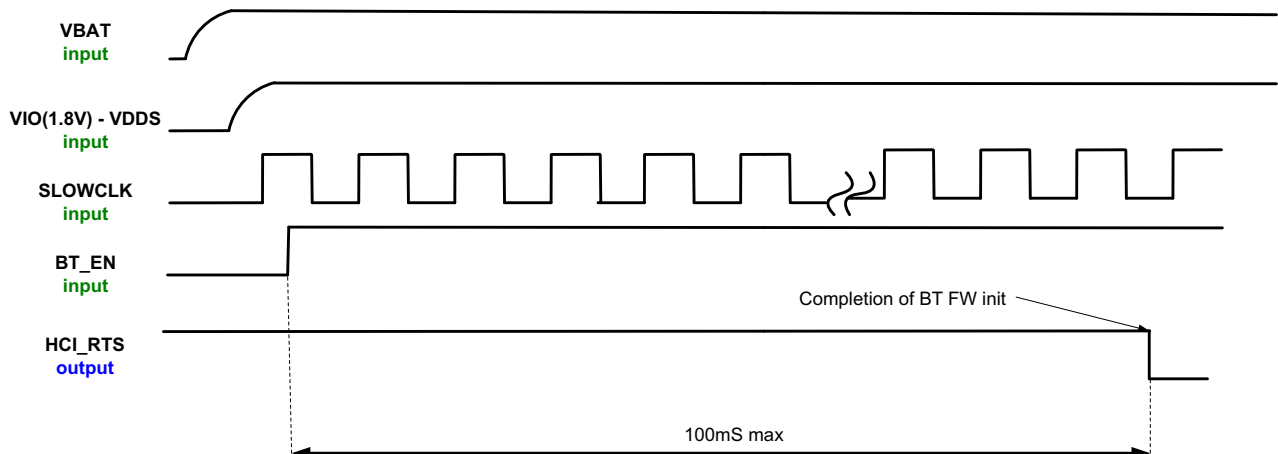 VBAT
input
VIO(1.8V) - VDDS
input
SLOWCLK
input
BT_EN
input
Completion of BT FW init
HCI_RTS
output
100mS max